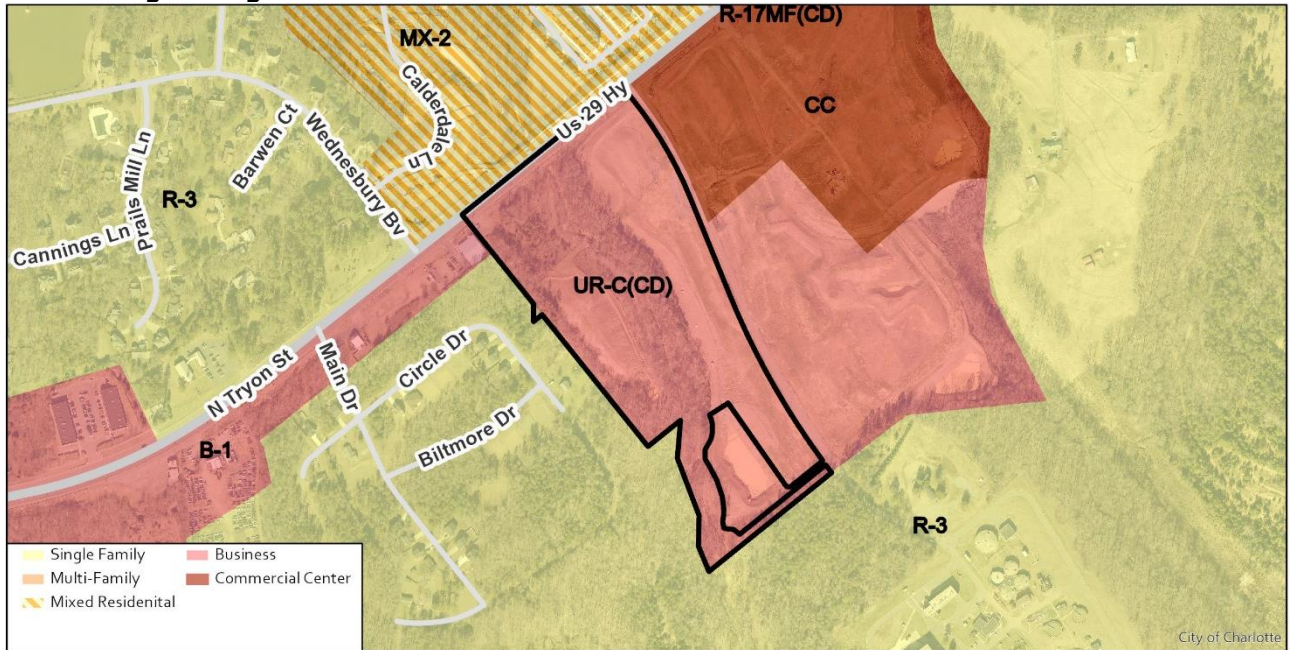 R-17MF(CD)
MX-2
CC
Us 29 Hy
Calderdale Ln
Wednesbury Bv
Barwen Ct
Prails Mill Ln
R-3
Cannings Ln
UR-C(CD)
Main Dr
Circle Dr
N Tryon St
Biltmore Dr
B-1
R-3
Single Family
Business
Multi-Family
Commercial Center
Mixed Residenital
City of Charlotte